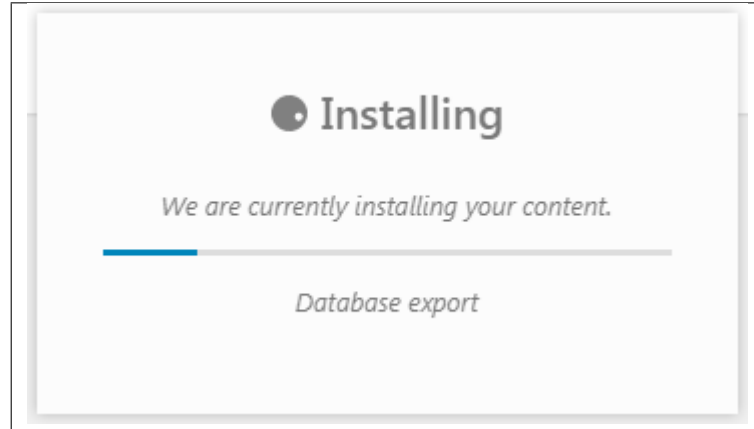 Installing
We are currently installing your content.
Database export